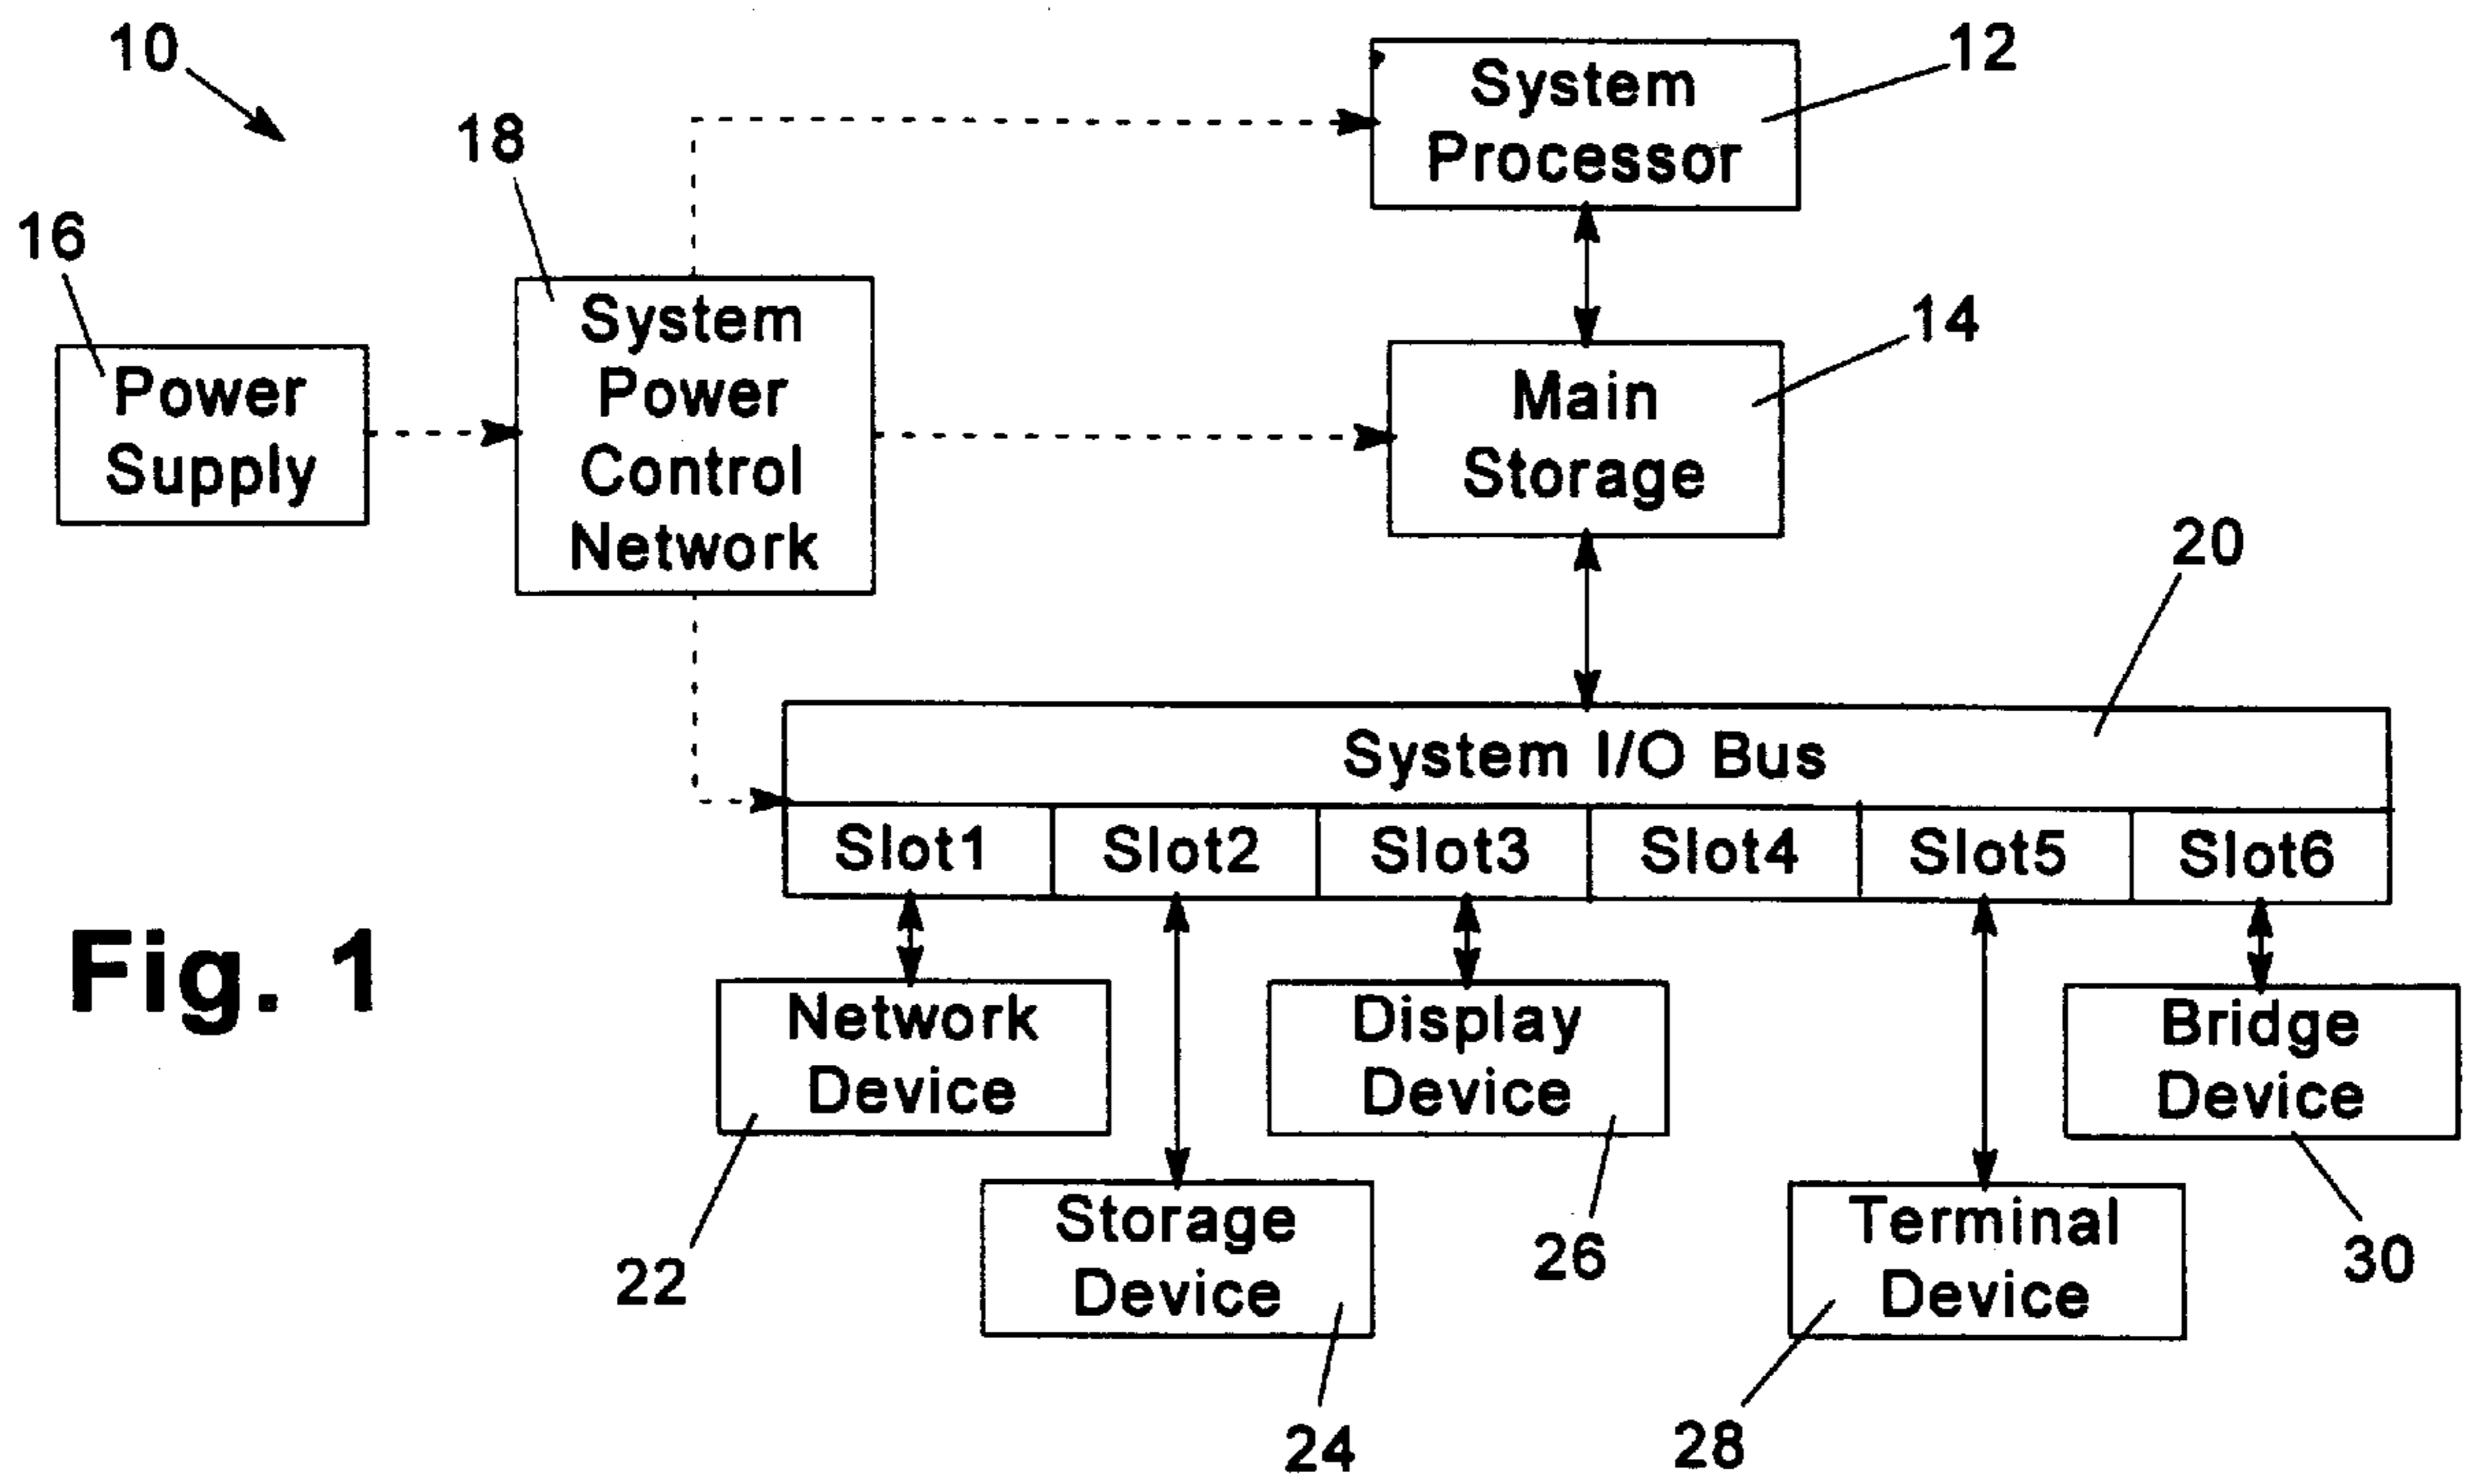 10
12
System
Processor
18
16
System
Power
Control
Network
14
Main
Storage
Power
Supply
20
System I/O Bus
Slot1 Slot2 Slot3 Slot4 Slot5 Slot6
Fig. 1
Network
Device
Display
Device
Bridge
Device
22
Storage
Device
26
Terminal
Device
30
24
28